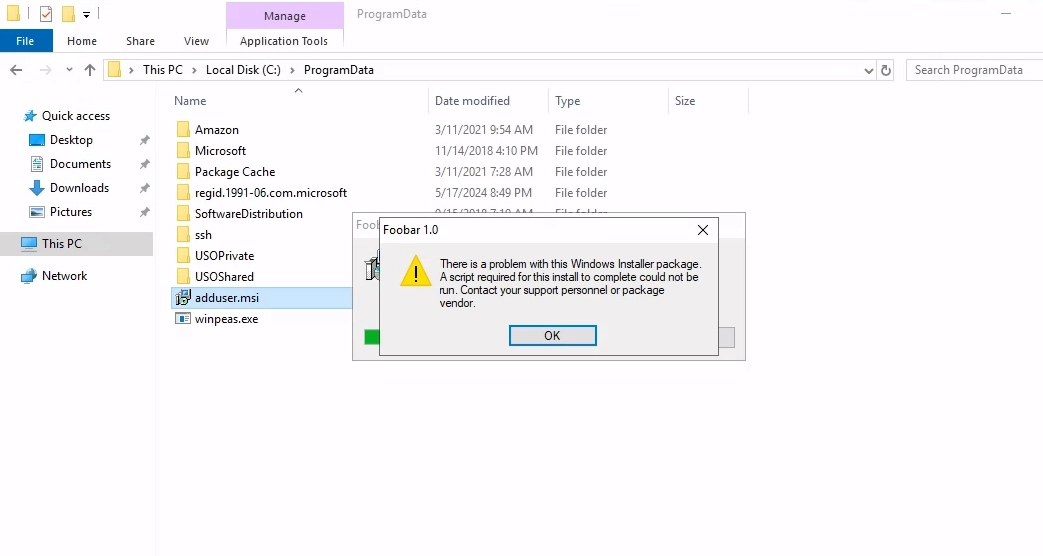 Manage
ProgramData
File
Home
Share
View
Application Tools
This PC
Local Disk (C:)
ProgramData
Search ProgramData
Name
Date modified
Type
Size
Quick access
Desktop
Documents
Downloads
Pictures
This PC
Network
Amazon 3/11/2021 9:54 AM File folder
Microsoft 11/14/2018 4:10 PM File folder
Package Cache 3/11/2021 7:28 AM File folder
regid.1991-06.com.microsoft 5/17/2024 8:49 PM File folder
SoftwareDistribution
ssh
USOPrivate
USOShared
adduser.msi
winpeas.exe
Foobar 1.0
There is a problem with this Windows Installer package.
A script required for this install to complete could not be
run. Contact your support personnel or package
vendor.
OK